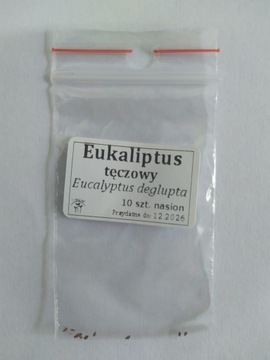 Eukaliptus
tęczowy
Eucalyptus deglupta
10 szt. nasion
Przydatne do: 12.2026